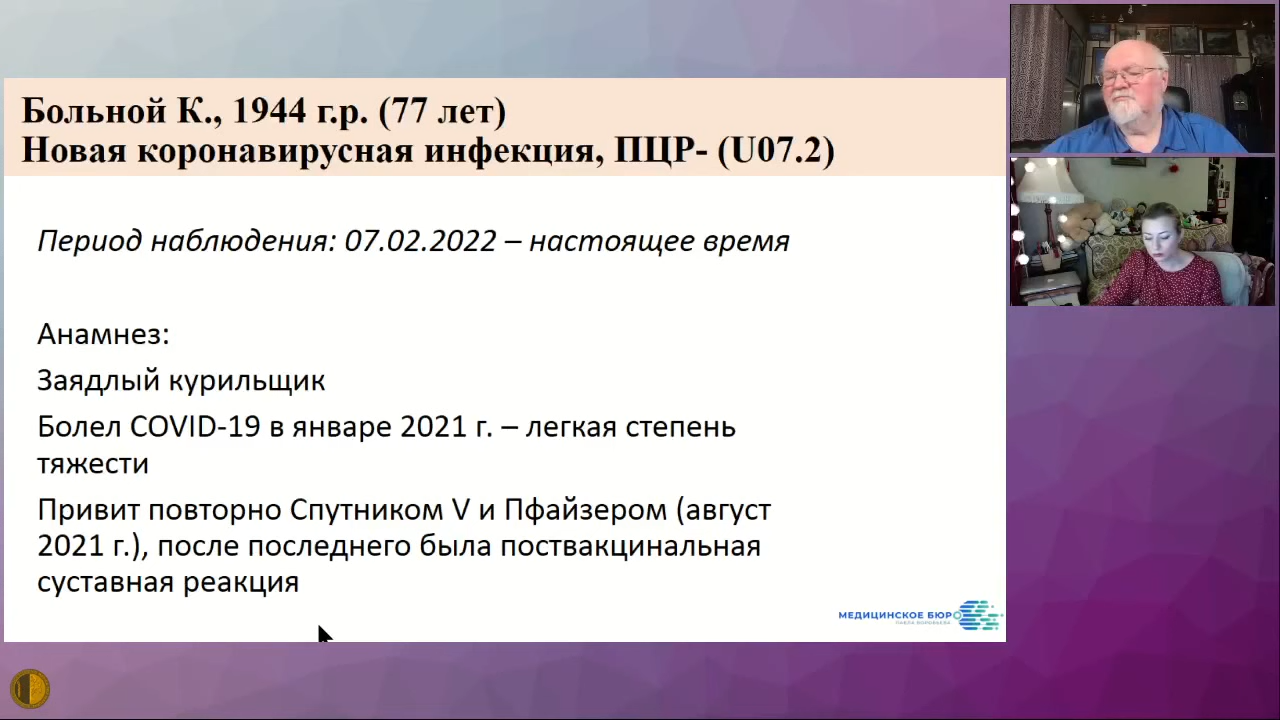 Больной К., 1944 г.р. (77 лет)
Новая коронавирусная инфекция, ПЦР- (U07.2)
Период наблюдения: 07.02.2022 – настоящее время
Анамнез:
Заядлый курильщик
Болел COVID-19 в январе 2021 г. – легкая степень
тяжести
Привит повторно Спутником V и Пфайзером (август
2021 г.), после последнего была поствакцинальная
суставная реакция
МЕДИЦИНСКОЕ БЮРО
ПАВЛА ВОРОБЬЕВА